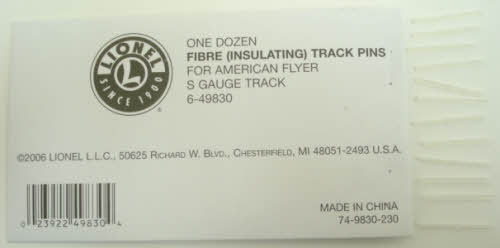 LIONEL
L
SINCE 1900
®
ONE DOZEN
FIBRE (INSULATING) TRACK PINS
FOR AMERICAN FLYER
S GAUGE TRACK
6-49830
©2006 LIONEL L.L.C., 50625 RICHARD W. BLVD., CHESTERFIELD, MI 48051-2493 U.S.A.
0 23922 49830 4
MADE IN CHINA
74-9830-230